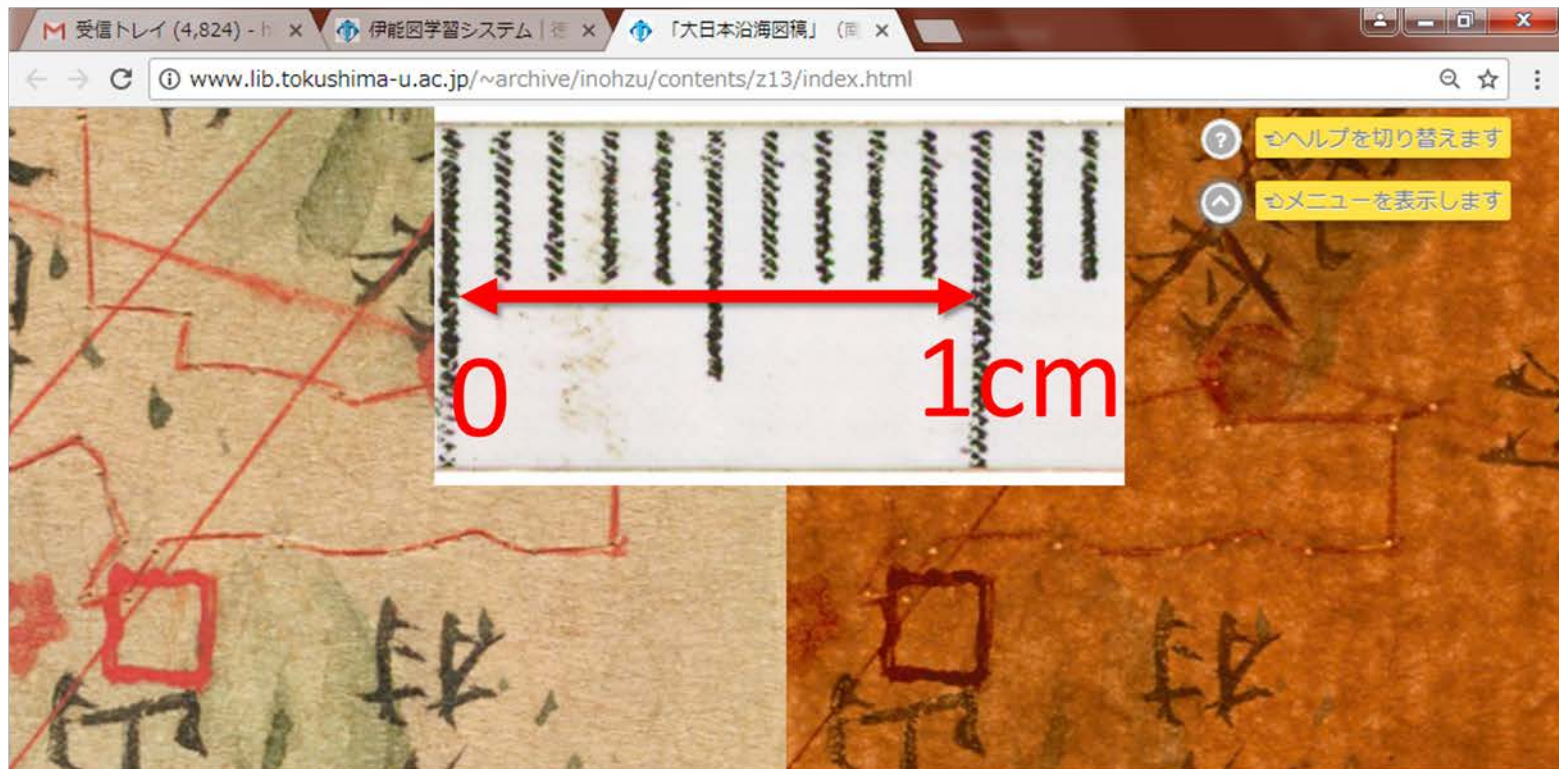 受信トレイ (4,824) - h
伊能図学習システム | 徳
「大日本沿海図稿」（南
www.lib.tokushima-u.ac.jp/~archive/inohzu/contents/z13/index.html
?
ヘルプを切り替えます
メニューを表示します
0
1cm
村
村